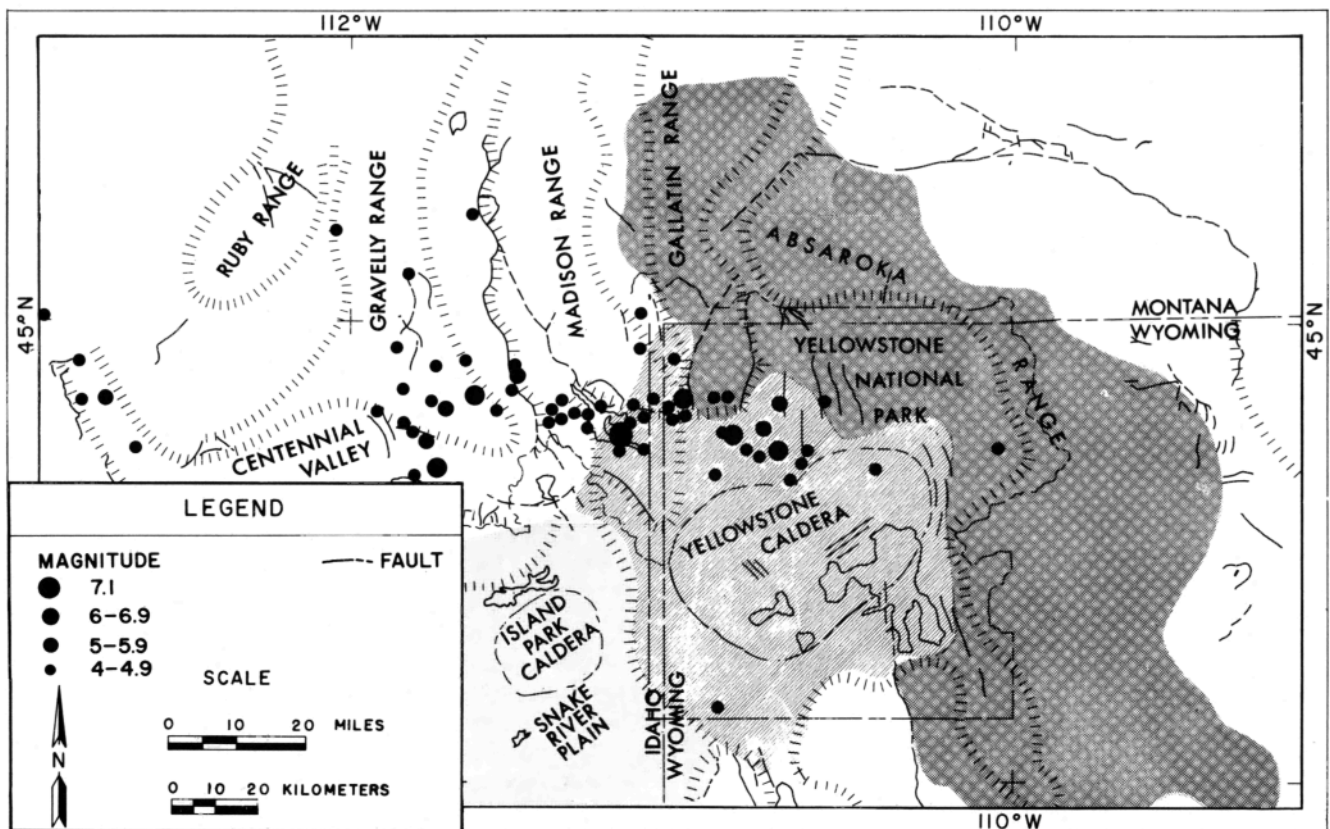 112°W
110°W
RUBY RANGE
GRAVELLY RANGE
MADISON RANGE
GALLATIN RANGE
ABSAROKA
RANGE
45°N
45°N
MONTANA
WYOMING
YELLOWSTONE
NATIONAL
PARK
CENTENNIAL
VALLEY
YELLOWSTONE
CALDERA
ISLAND
PARK
CALDERA
SNAKE
RIVER
PLAIN
IDAHO
WYOMING
LEGEND
MAGNITUDE
FAULT
7.1
6–6.9
5–5.9
4–4.9
SCALE
0 10 20 MILES
0 20 KILOMETERS
N
110°W